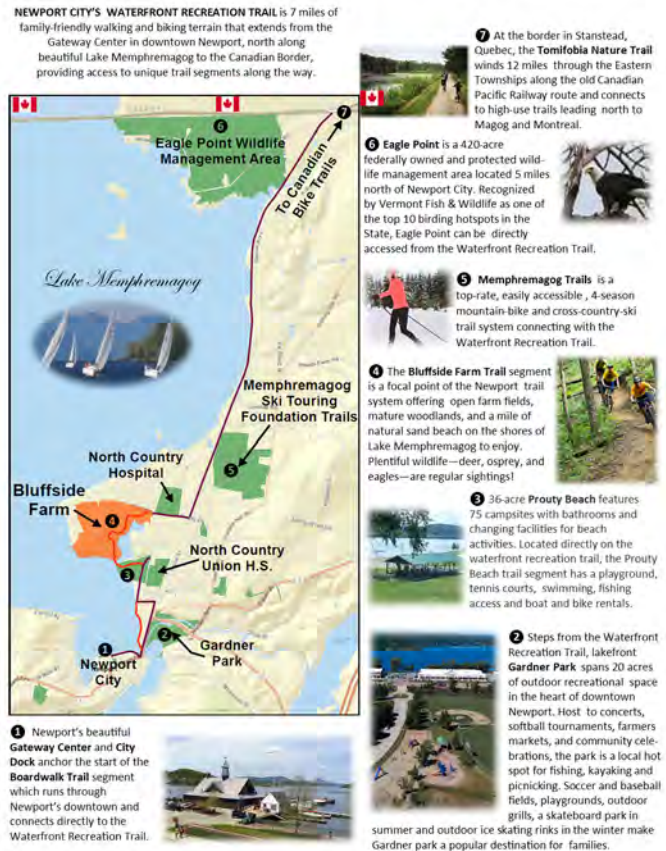 NEWPORT CITY'S WATERFRONT RECREATION TRAIL is 7 miles of
family-friendly walking and biking terrain that extends from the
Gateway Center in downtown Newport, north along
beautiful Lake Memphremagog to the Canadian Border,
providing access to unique trail segments along the way.
7 At the border in Stanstead,
Quebec, the Tomifobia Nature Trail
winds 12 miles through the Eastern
Townships along the old Canadian
Pacific Railway route and connects
to high-use trails leading north to
Magog and Montreal.
6 Eagle Point is a 420-acre
federally owned and protected wild-
life management area located 5 miles
north of Newport City. Recognized
by Vermont Fish & Wildlife as one of
the top 10 birding hotspots in the
State, Eagle Point can be directly
accessed from the Waterfront Recreation Trail.
5 Memphremagog Trails is a
top-rate, easily accessible , 4-season
mountain-bike and cross-country-ski
trail system connecting with the
Waterfront Recreation Trail.
4 The Bluffside Farm Trail segment
is a focal point of the Newport trail
system offering open farm fields,
mature woodlands, and a mile of
natural sand beach on the shores of
Lake Memphremagog to enjoy.
Plentiful wildlife—deer, osprey, and
eagles—are regular sightings!
3 36-acre Prouty Beach features
75 campsites with bathrooms and
changing facilities for beach
activities. Located directly on the
waterfront recreation trail, the Prouty
Beach trail segment has a playground,
tennis courts, swimming, fishing
access and boat and bike rentals.
2 Steps from the Waterfront
Recreation Trail, lakefront
Gardner Park spans 20 acres
of outdoor recreational space
in the heart of downtown
Newport. Host to concerts,
softball tournaments, farmers
markets, and community cele-
brations, the park is a local hot
spot for fishing, kayaking and
picnicking. Soccer and baseball
fields, playgrounds, outdoor
grills, a skateboard park in
summer and outdoor ice skating rinks in the winter make
Gardner park a popular destination for families.
1 Newport's beautiful
Gateway Center and City
Dock anchor the start of the
Boardwalk Trail segment
which runs through
Newport's downtown and
connects directly to the
Waterfront Recreation Trail.
7
6
Eagle Point Wildlife
Management Area
To Canadian
Bike Trails
Lake Memphremagog
Memphremagog
Ski Touring
Foundation Trails
5
North Country
Hospital
Bluffside
Farm
4
3
North Country
Union H.S.
2
Gardner
Park
1
Newport
City